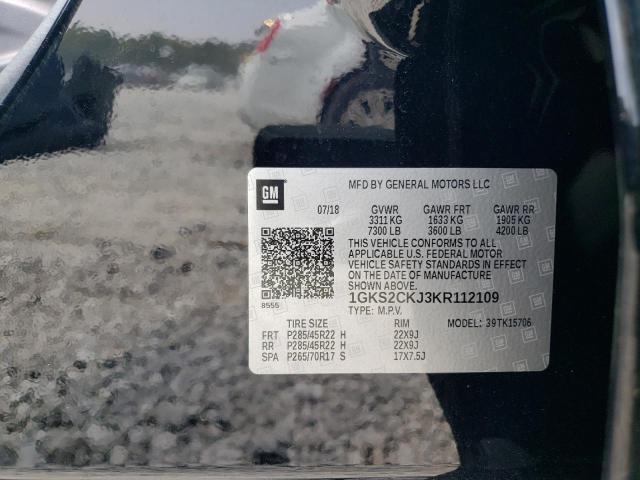 GM
MFD BY GENERAL MOTORS LLC
07/18 GVWR GAWR FRT GAWR RR
3311 KG 1633 KG 1905 KG
7300 LB 3600 LB 4200 LB
THIS VEHICLE CONFORMS TO ALL
APPLICABLE U.S. FEDERAL MOTOR
VEHICLE SAFETY STANDARDS IN EFFECT
ON THE DATE OF MANUFACTURE
SHOWN ABOVE.
8555
1GKS2CKJ3KR112109
TYPE: M.P.V. MODEL: 39TK15706
TIRE SIZE RIM
FRT P285/45R22 H 22X9J
RR P285/45R22 H 22X9J
SPA P265/70R17 S 17X7.5J